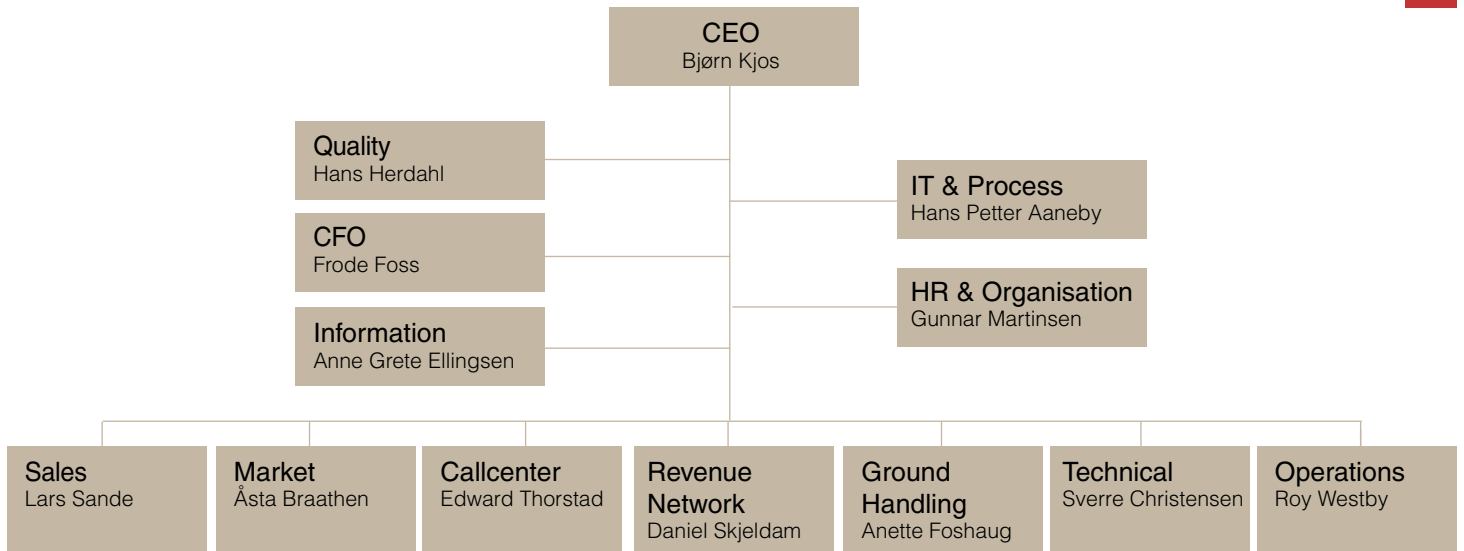 CEO
Bjørn Kjos
Quality
Hans Herdahl
IT & Process
Hans Petter Aaneby
CFO
Frode Foss
HR & Organisation
Gunnar Martinsen
Information
Anne Grete Ellingsen
Sales
Lars Sande
Market
Åsta Braathen
Callcenter
Edward Thorstad
Revenue
Network
Daniel Skjeldam
Ground
Handling
Anette Foshaug
Technical
Sverre Christensen
Operations
Roy Westby